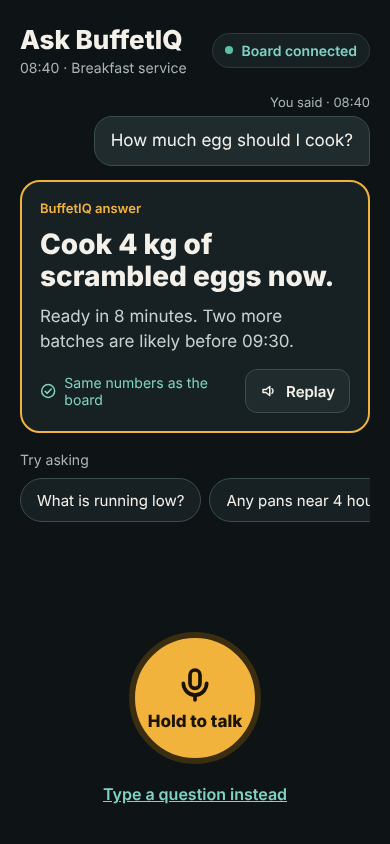 Ask BuffetIQ
08:40 · Breakfast service
Board connected
You said · 08:40
How much egg should I cook?
BuffetIQ answer
Cook 4 kg of
scrambled eggs now.
Ready in 8 minutes. Two more
batches are likely before 09:30.
Same numbers as the
board
Replay
Try asking
What is running low?
Any pans near 4 hou
Hold to talk
Type a question instead